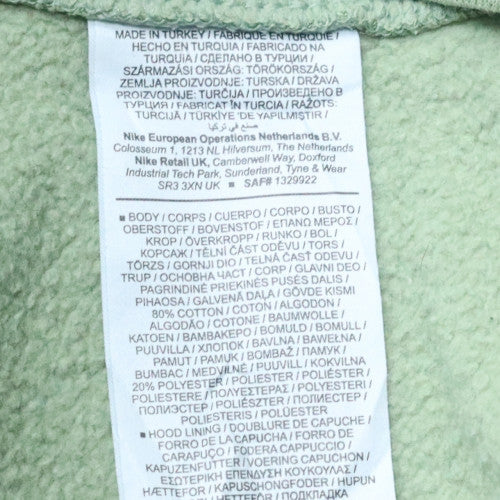 MADE IN TURKEY / FABRIQUÉ EN TURQUIE
HECHO EN TURQUÍA / FABRICADO NA
TURQUIA / СДЕЛАНО В ТУРЦИИ /
SZÁRMAZÁSI ORSZÁG: TÖRÖKORSZÁG /
ZEMLJA PROIZVODNJE: TURSKA / DRŽAVA
PROIZVODNJE: TURČIJA / ПРОИЗВЕДЕНО В
ТУРЦИЯ / FABRICAT ÎN TURCIA / RAŽOTS:
TURCIJĀ / TÜRKİYE 'DE YAPILMIŞTIR /
صنع في تركيا
Nike European Operations Netherlands B.V.
Colosseum 1, 1213 NL Hilversum, The Netherlands
Nike Retail UK, Camberwell Way, Doxford
Industrial Tech Park, Sunderland, Tyne & Wear
SR3 3XN UK ■ SAF# 1329922
■ BODY / CORPS / CUERPO / CORPO / BUSTO /
OBERSTOFF / BOVENSTOF / ΕΠΑΝΩ ΜΕΡΟΣ /
KROP / ÖVERKROPP / RUNKO / BOL /
КОРСАЖ / TĚLNÍ ČÁST ODĚVU / TORS /
TÖRZS / GORNJI DIO / TELNÁ ČASŤ ODEVU /
TRUP / ОСНОВНА ЧАСТ / CORP / GLAVNI DEO /
PAGRINDINĖ PRIEKINĖS PUSĖS DALIS /
PIHAOSA / GALVENĀ DAĻA / GÖVDE KISMI
80% COTTON / COTON / ALGODON /
ALGODÃO / COTONE / BAUMWOLLE /
KATOEN / ΒΑΜΒΑΚΕΡΟ / BOMULD / BOMULL /
PUUVILLA / ХЛОПОК / BAVLNA / BAWEŁNA /
PAMUT / PAMUK / BOMBAŽ / ПАМУК /
BUMBAC / MEDVILNĖ / PUUVILL / KOKVILNA
20% POLYESTER / POLIESTER / POLIÉSTER /
POLIESTERE / ΠΟΛΥΕΣΤΕΡΑΣ / POLYESTERI /
ПОЛИЭСТЕР / POLIÉSZTER / ПОЛИЕСТЕР /
POLIESTERIS / POLÜESTER
■ HOOD LINING / DOUBLURE DE CAPUCHE /
FORRO DE LA CAPUCHA / FORRO DE
CARAPUÇO / FODERA CAPPUCCIO /
KAPUZENFUTTER / VOERING CAPUCHON /
ΕΣΩΤΕΡΙΚΗ ΕΠΕΝΔΥΣΗ ΚΟΥΚΟΥΛΑΣ /
HÆTTEFOR / KAPUSJONGFODER / HUPUN